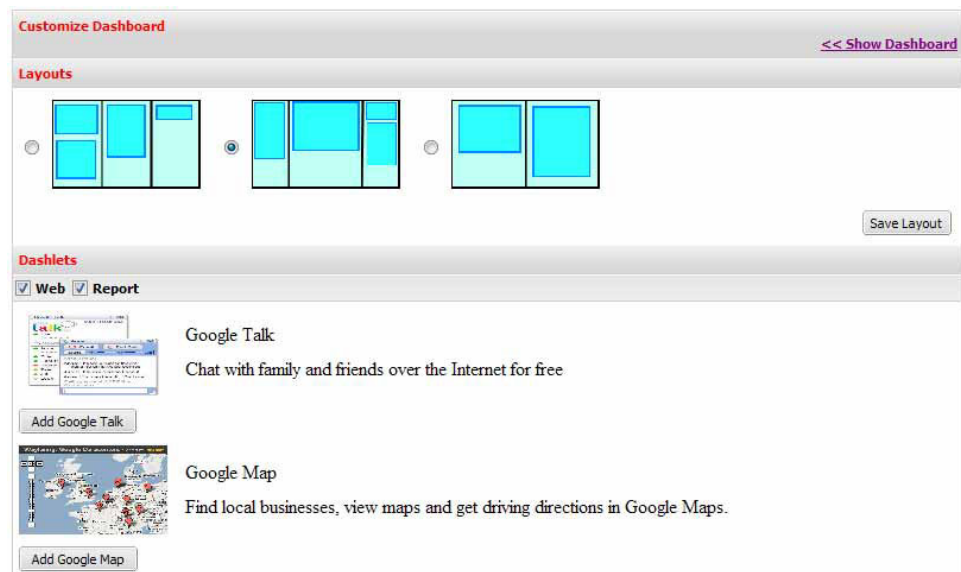 Customize Dashboard
<< Show Dashboard
Layouts
Save Layout
Dashlets
Web Report
talk
Google Talk
Chat with family and friends over the Internet for free
Add Google Talk
Google Map
Find local businesses, view maps and get driving directions in Google Maps.
Add Google Map